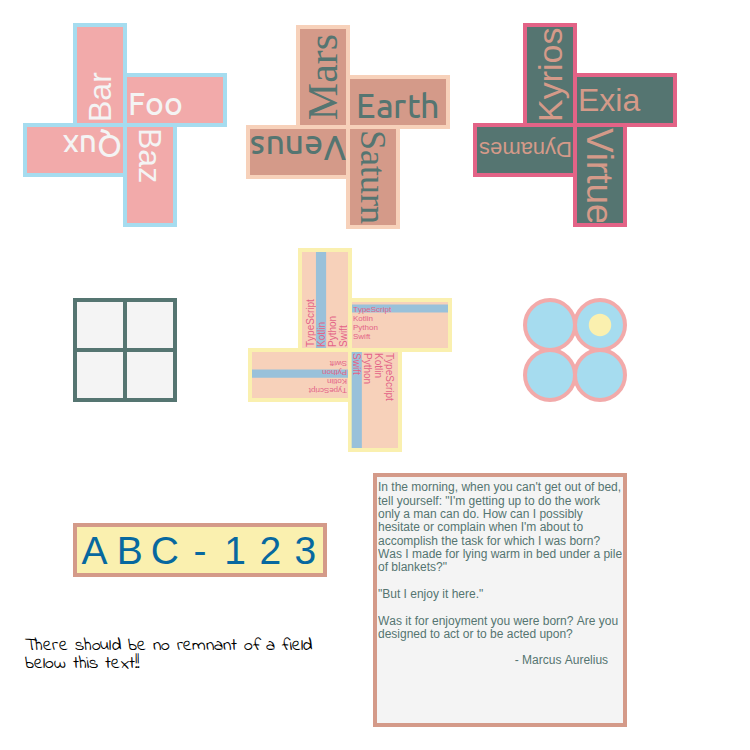 Bar
Foo
Qux
Baz
Mars
Earth
Venus
Saturn
Kyrios
Exia
Dynames
Virtue
TypeScript
Kotlin
Python
Swift
TypeScript
Kotlin
Python
Swift
TypeScript
Kotlin
Python
Swift
TypeScript
Kotlin
Python
Swift
ABC-123
In the morning, when you can't get out of bed,
tell yourself: "I'm getting up to do the work
only a man can do. How can I possibly
hesitate or complain when I'm about to
accomplish the task for which I was born?
Was I made for lying warm in bed under a pile
of blankets?"
"But I enjoy it here."
Was it for enjoyment you were born? Are you
designed to act or to be acted upon?
- Marcus Aurelius
There should be no remnant of a field
below this text!!